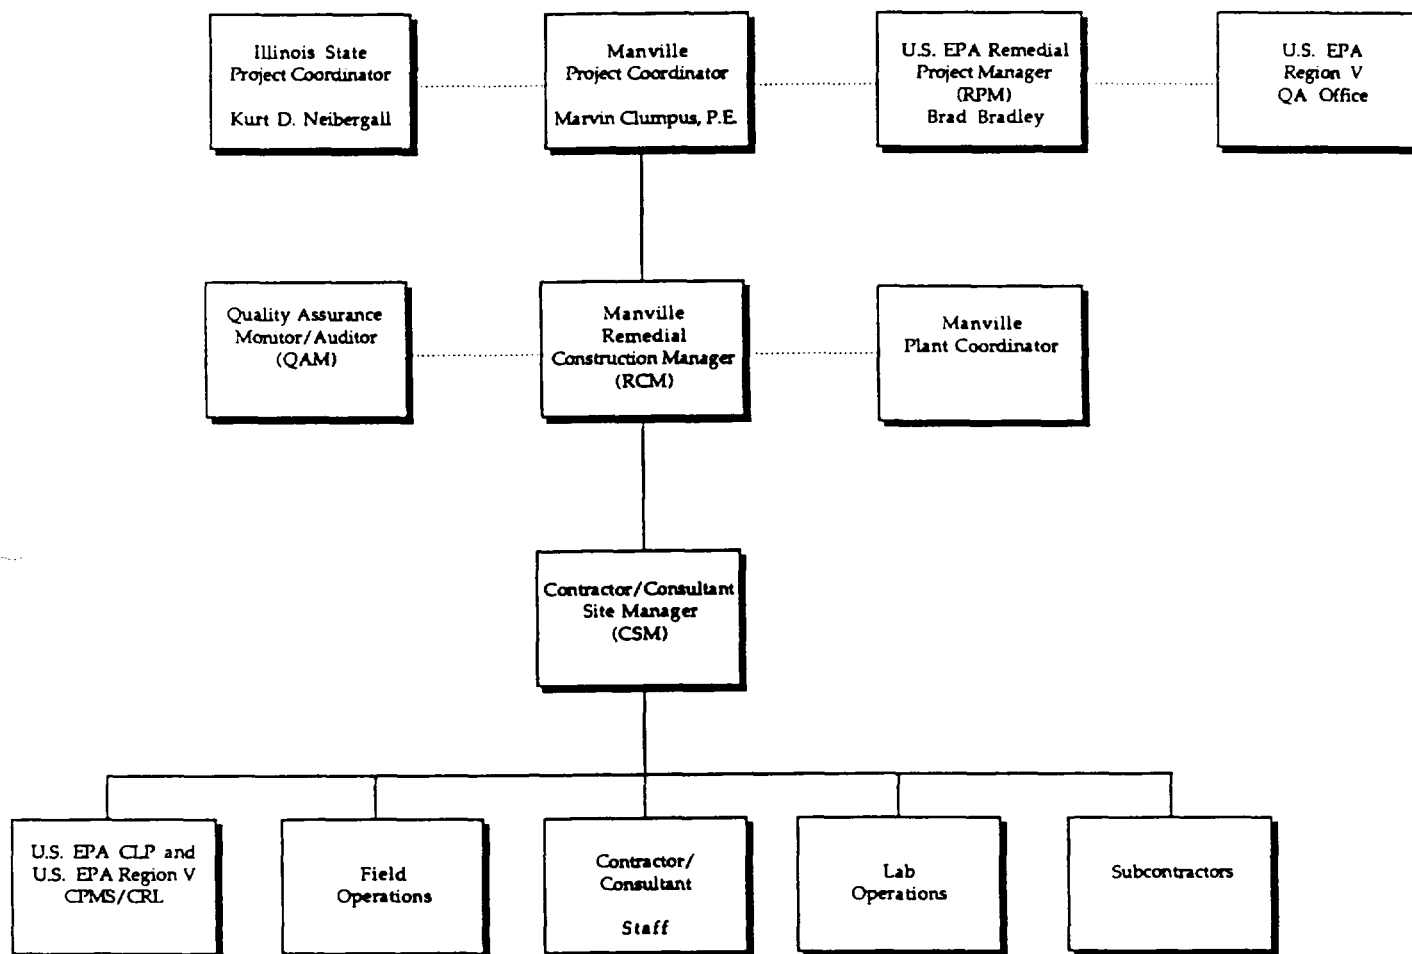 Illinois State
Project Coordinator
Kurt D. Neibergall
Manville
Project Coordinator
Marvin Clumpus, P.E.
U.S. EPA Remedial
Project Manager
(RPM)
Brad Bradley
U.S. EPA
Region V
QA Office
Quality Assurance
Monitor/Auditor
(QAM)
Manville
Remedial
Construction Manager
(RCM)
Manville
Plant Coordinator
Contractor/Consultant
Site Manager
(CSM)
U.S. EPA CLP and
U.S. EPA Region V
CPMS/CRL
Field
Operations
Contractor/
Consultant
Staff
Lab
Operations
Subcontractors